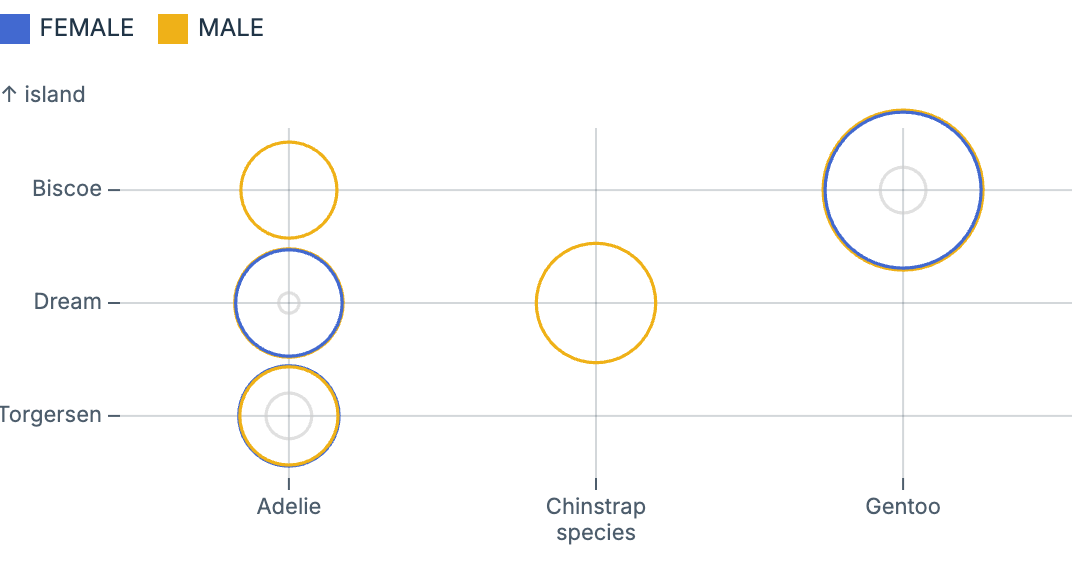 FEMALE MALE
↑ island
Biscoe
Dream
Torgersen
Adelie Chinstrap Gentoo
species